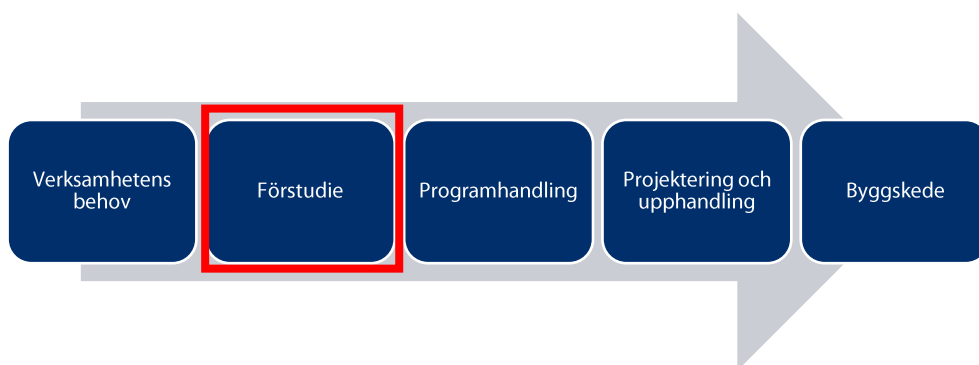 Verksamhetens
behov
Förstudie
Programhandling
Projektering och
upphandling
Byggskede